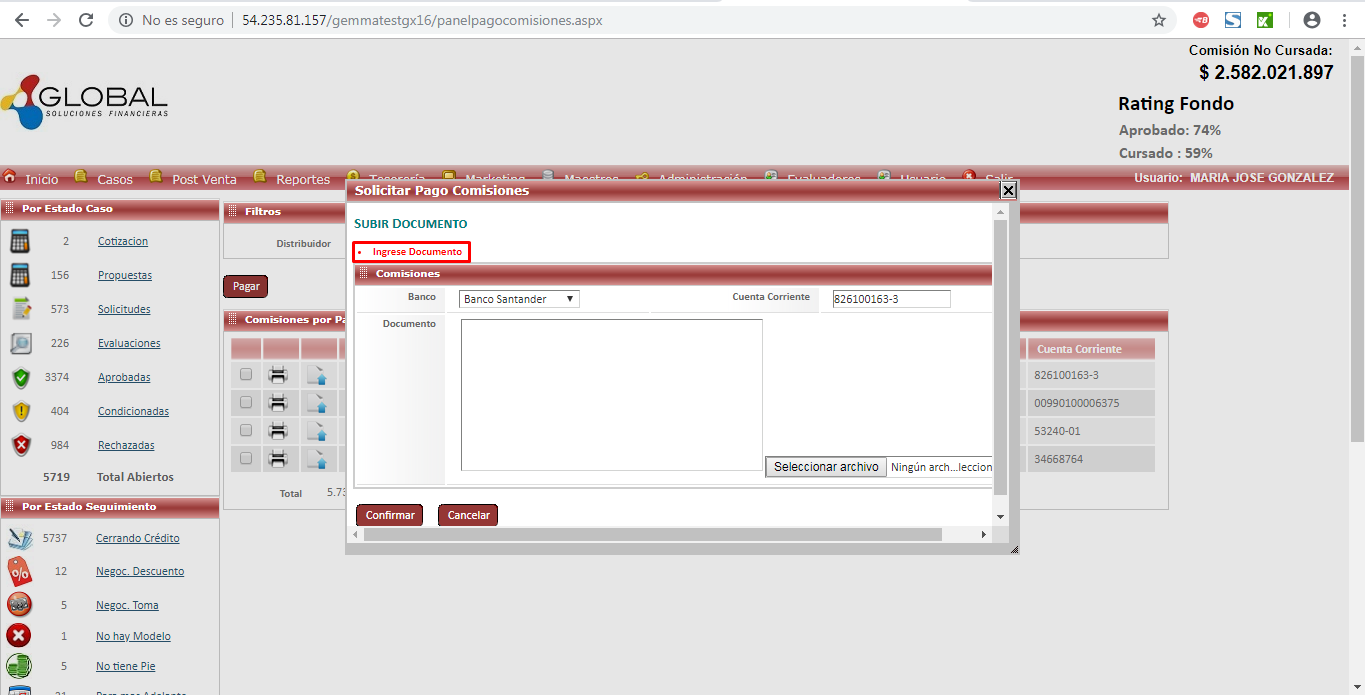 No es seguro 54.235.81.157/gemmatestgx16/panelpagocomisiones.aspx
Comisión No Cursada:
$ 2.582.021.897
GLOBAL
SOLUCIONES FINANCIERAS
Rating Fondo
Aprobado: 74%
Cursado : 59%
Inicio Casos Post Venta Reportes Tesorería Marketing Maestros Administración Evaluadores Usuario Salir Usuario: MARIA JOSE GONZALEZ
Por Estado Caso
2 Cotizacion
156 Propuestas
573 Solicitudes
226 Evaluaciones
3374 Aprobadas
404 Condicionadas
984 Rechazadas
5719 Total Abiertos
Por Estado Seguimiento
5737 Cerrando Crédito
12 Negoc. Descuento
5 Negoc. Toma
1 No hay Modelo
5 No tiene Pie
Filtros
Distribuidor
Pagar
Comisiones por Pa
Cuenta Corriente
826100163-3
00990100006375
53240-01
34668764
Total 5.73
Solicitar Pago Comisiones
SUBIR DOCUMENTO
• Ingrese Documento
Comisiones
Banco Banco Santander Cuenta Corriente 826100163-3
Documento
Seleccionar archivo Ningún arch...leccion
Confirmar Cancelar